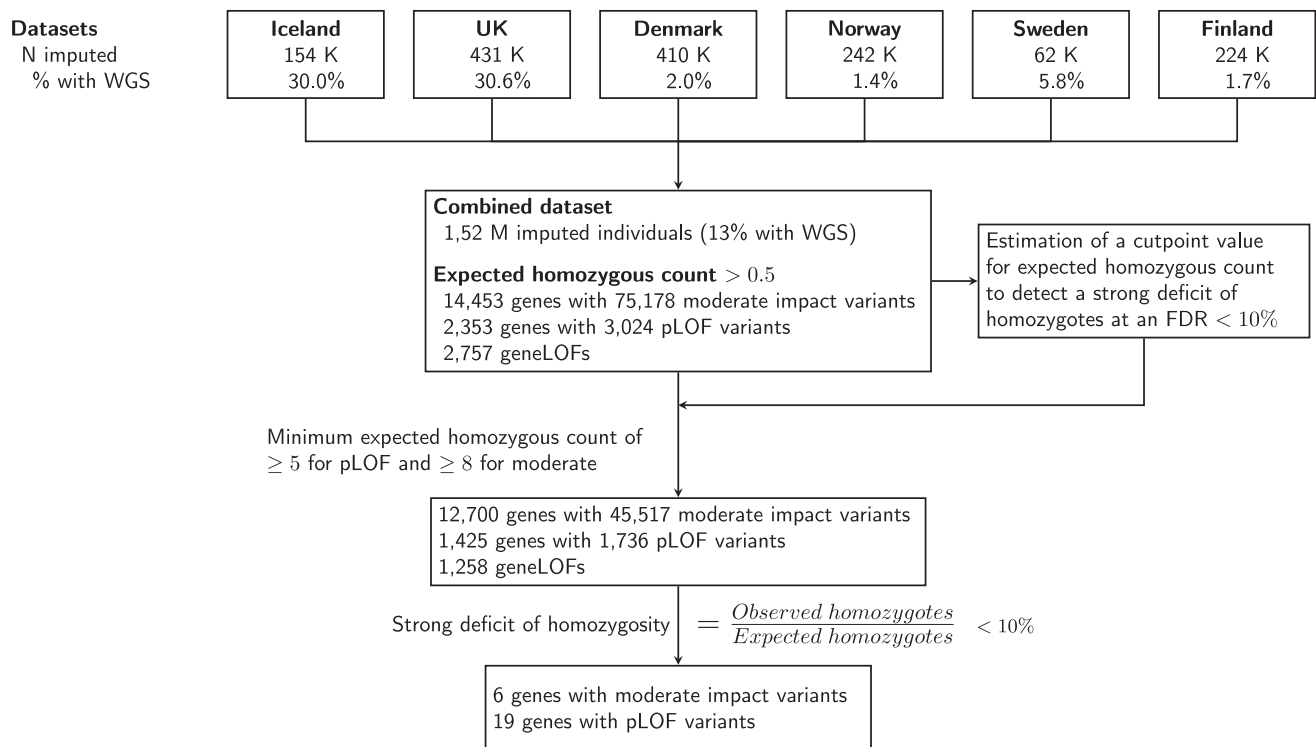 Datasets
N imputed
% with WGS
Iceland
154 K
30.0%
UK
431 K
30.6%
Denmark
410 K
2.0%
Norway
242 K
1.4%
Sweden
62 K
5.8%
Finland
224 K
1.7%
Combined dataset
1,52 M imputed individuals (13% with WGS)
Expected homozygous count > 0.5
14,453 genes with 75,178 moderate impact variants
2,353 genes with 3,024 pLOF variants
2,757 geneLOFs
Estimation of a cutpoint value
for expected homozygous count
to detect a strong deficit of
homozygotes at an FDR < 10%
Minimum expected homozygous count of
≥ 5 for pLOF and ≥ 8 for moderate
12,700 genes with 45,517 moderate impact variants
1,425 genes with 1,736 pLOF variants
1,258 geneLOFs
Strong deficit of homozygosity
= Observed homozygotes
Expected homozygotes
< 10%
6 genes with moderate impact variants
19 genes with pLOF variants